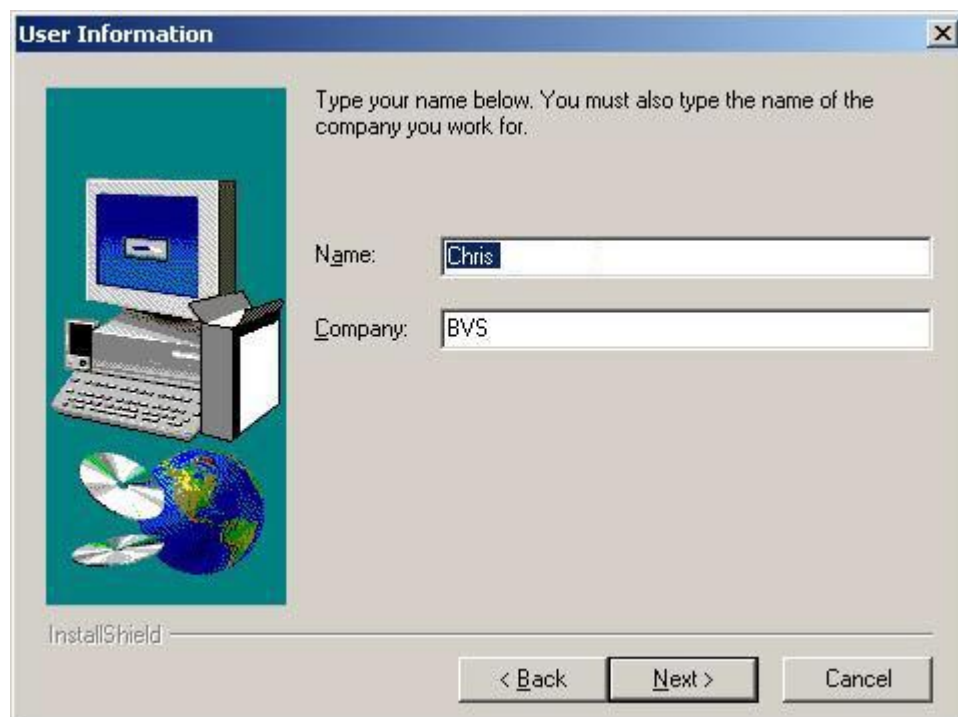 User Information
Type your name below. You must also type the name of the
company you work for.
Name: Chris
Company: BVS
InstallShield
< Back Next > Cancel